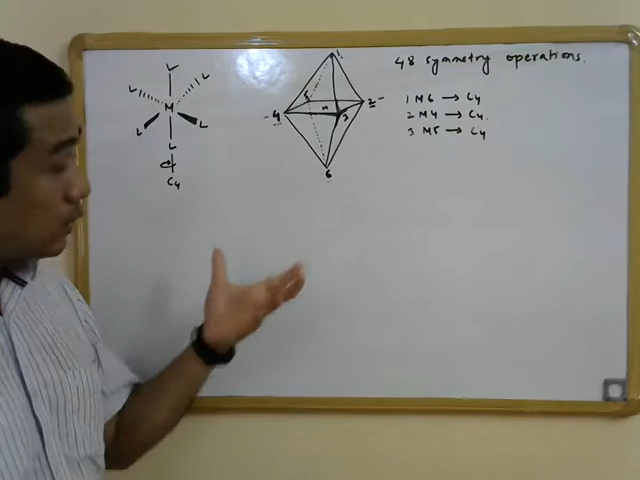 48 symmetry operations.
1 M 6 → C4
2 M 4 → C4.
3 M 5 → C4
L
L L
M
L L
L
C4
1
5 M 2
4 3
6